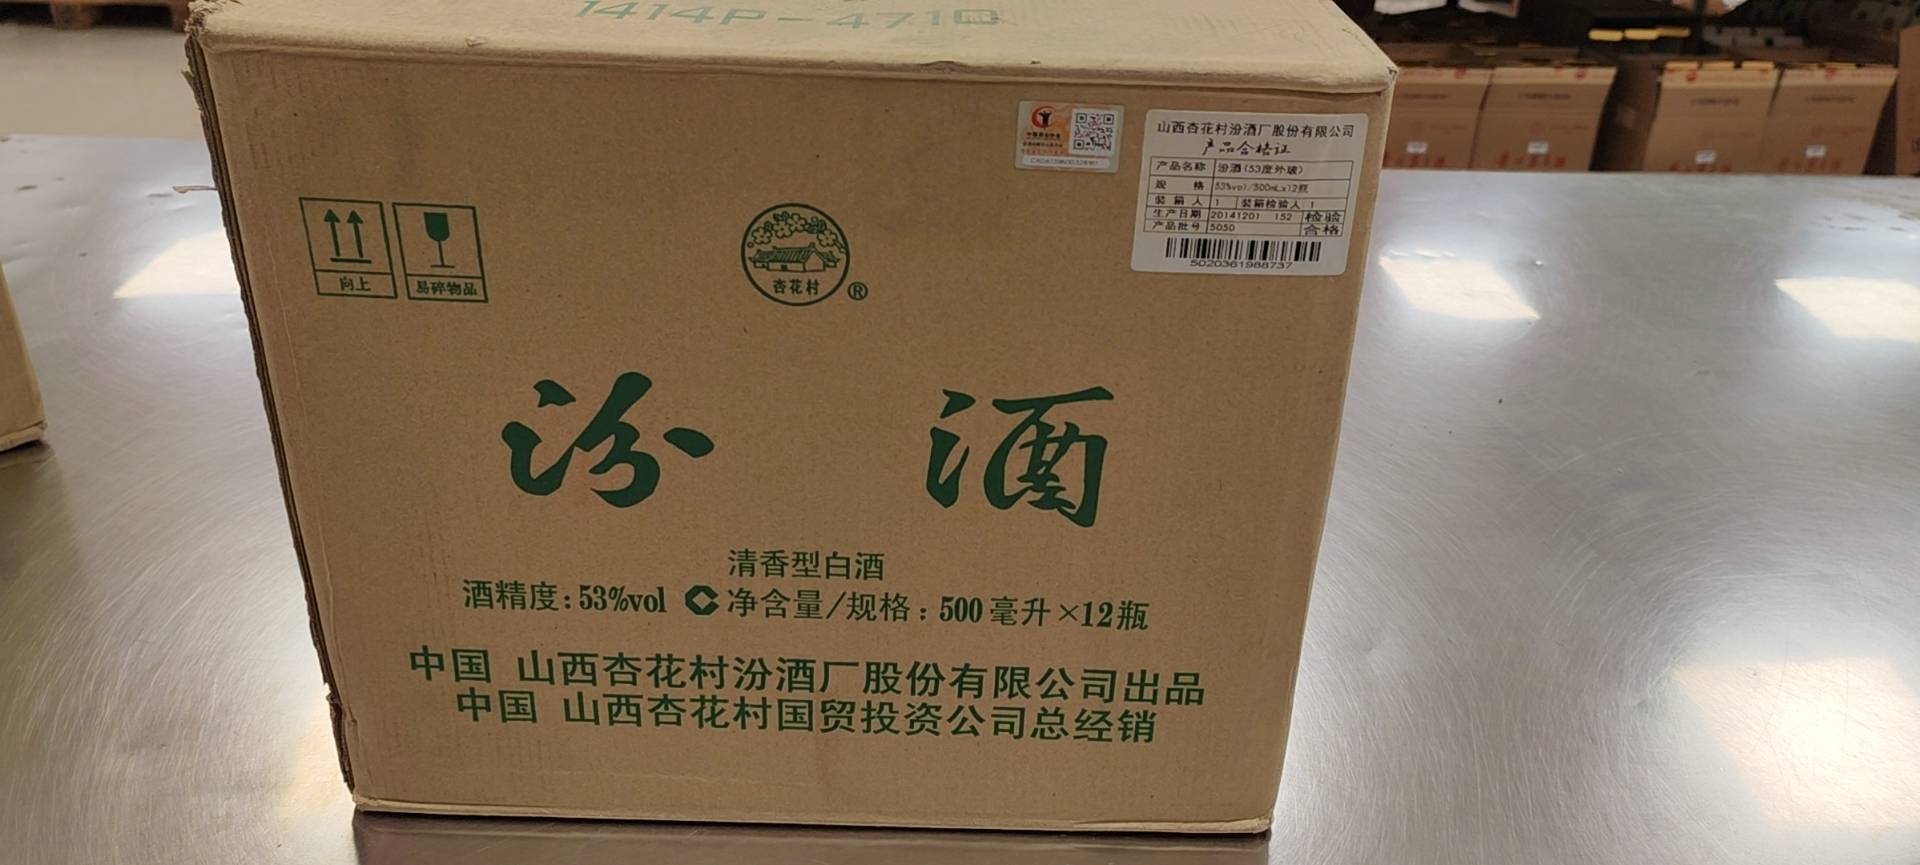 1414P-4710
山西杏花村汾酒厂股份有限公司
产品合格证
产品名称 汾酒(53度外玻)
规 格 53%vol/500mL×12瓶
装箱人 1 装箱检验人 1
生产日期 20141201 152 检验
产品批号 5050 合格
5020361988737
向上
易碎物品
杏花村®
汾 酒
清香型白酒
酒精度:53%vol 净含量/规格:500毫升×12瓶
中国 山西杏花村汾酒厂股份有限公司出品
中国 山西杏花村国贸投资公司总经销